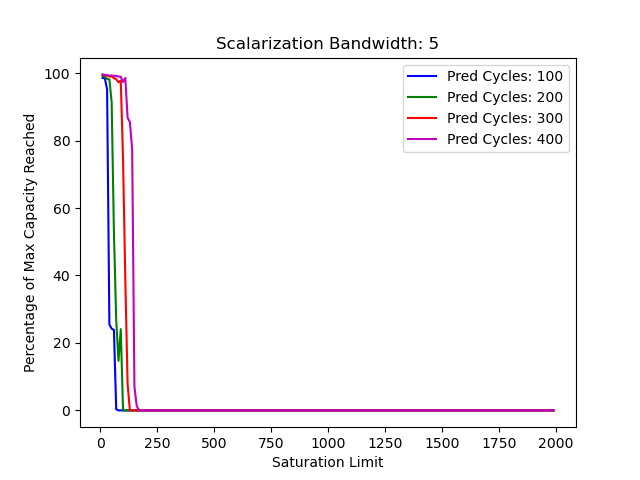 Scalarization Bandwidth: 5
Percentage of Max Capacity Reached
100
80
60
40
20
0
Pred Cycles: 100
Pred Cycles: 200
Pred Cycles: 300
Pred Cycles: 400
0 250 500 750 1000 1250 1500 1750 2000
Saturation Limit